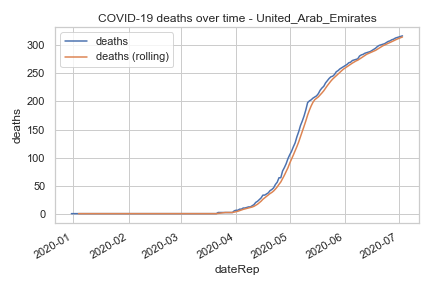 COVID-19 deaths over time - United_Arab_Emirates
deaths
deaths (rolling)
300
250
200
150
100
50
0
deaths
2020-01
2020-02
2020-03
2020-04
2020-05
2020-06
2020-07
dateRep